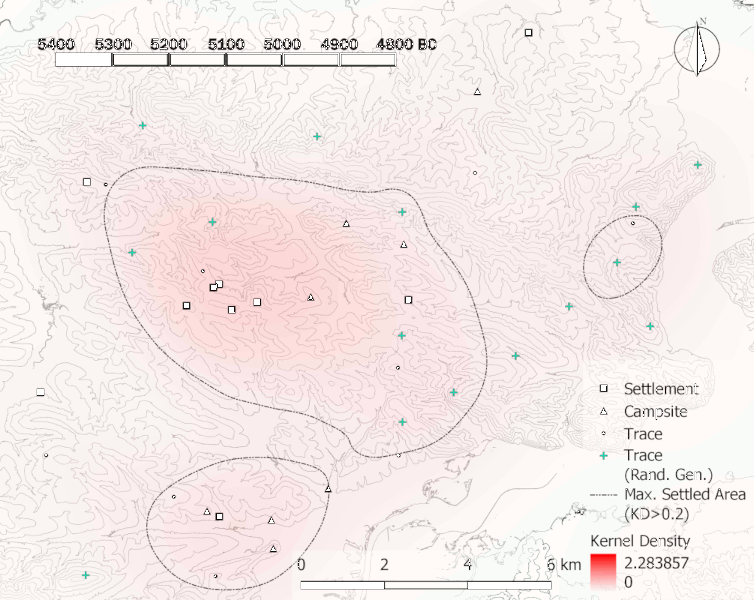 N
5400 5300 5200 5100 5000 4900 4800 BC
Settlement
Campsite
Trace
Trace
(Rand. Gen.)
Max. Settled Area
(KD>0.2)
Kernel Density
2.283857
0
0 2 4 6 km